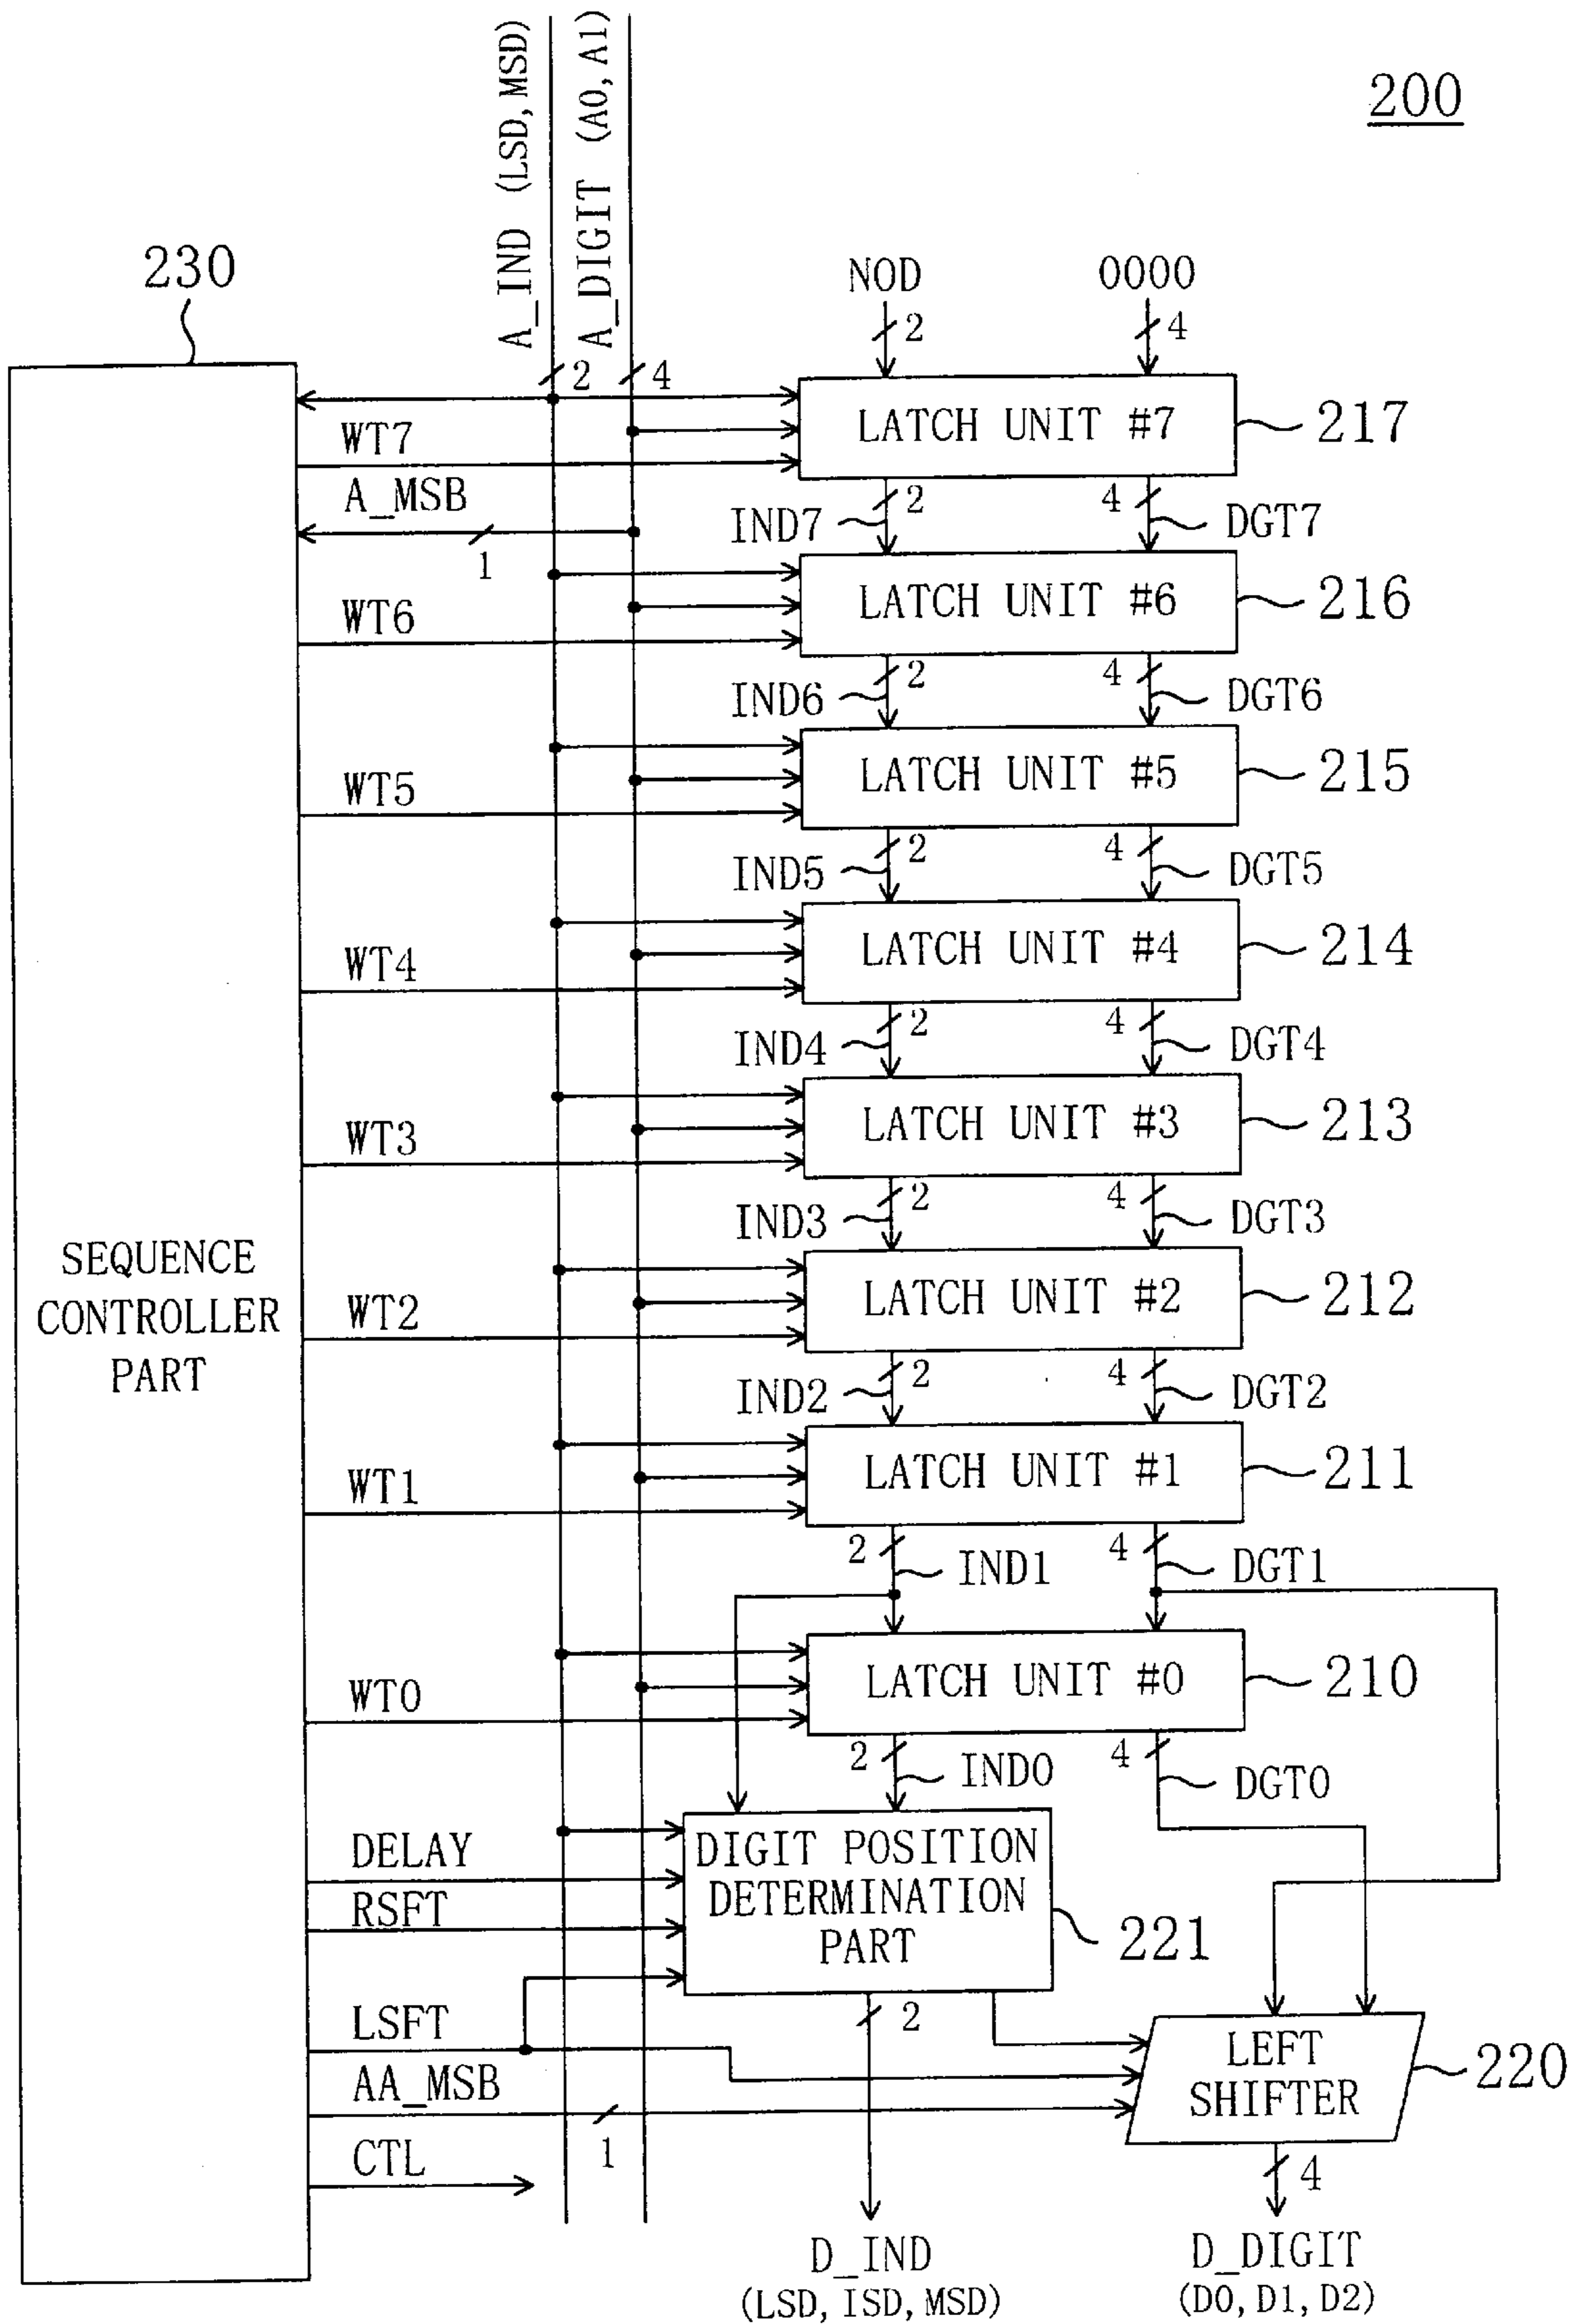 200
A_IND (LSD, MSD)
A_DIGIT (A0, A1)
230
NOD
0000
2
4
2
4
WT7
LATCH UNIT #7
217
A_MSB
1
IND7
2
4
DGT7
WT6
LATCH UNIT #6
216
IND6
2
4
DGT6
WT5
LATCH UNIT #5
215
IND5
2
4
DGT5
WT4
LATCH UNIT #4
214
IND4
2
4
DGT4
WT3
LATCH UNIT #3
213
IND3
2
4
DGT3
SEQUENCE
CONTROLLER
PART
WT2
LATCH UNIT #2
212
IND2
2
4
DGT2
WT1
LATCH UNIT #1
211
2
IND1
4
DGT1
WT0
LATCH UNIT #0
210
2
IND0
4
DGT0
DELAY
RSFT
DIGIT POSITION
DETERMINATION
PART
221
LSFT
2
AA_MSB
1
LEFT
SHIFTER
220
CTL
4
D_IND
(LSD, ISD, MSD)
D_DIGIT
(D0, D1, D2)